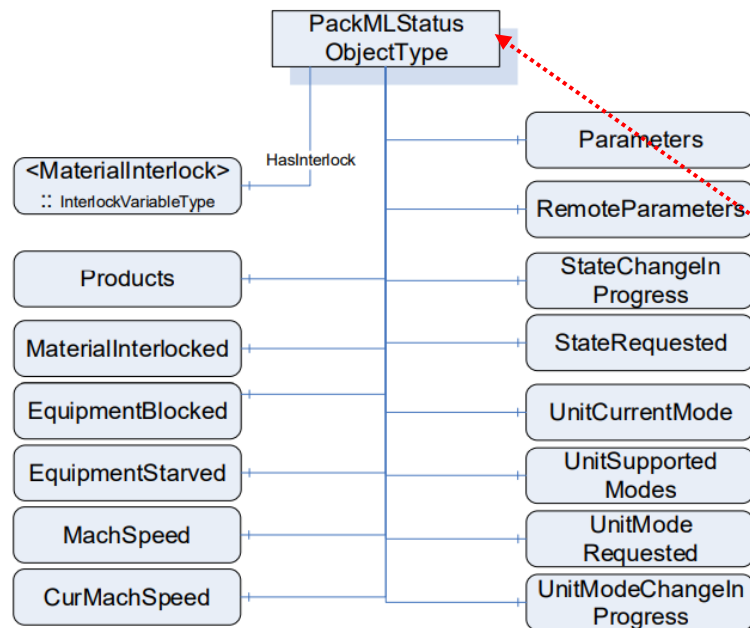 PackMLStatus
ObjectType
HasInterlock
<MaterialInterlock>
:: InterlockVariableType
Products
MaterialInterlocked
EquipmentBlocked
EquipmentStarved
MachSpeed
CurMachSpeed
Parameters
RemoteParameters
StateChangeIn
Progress
StateRequested
UnitCurrentMode
UnitSupported
Modes
UnitMode
Requested
UnitModeChangeIn
Progress